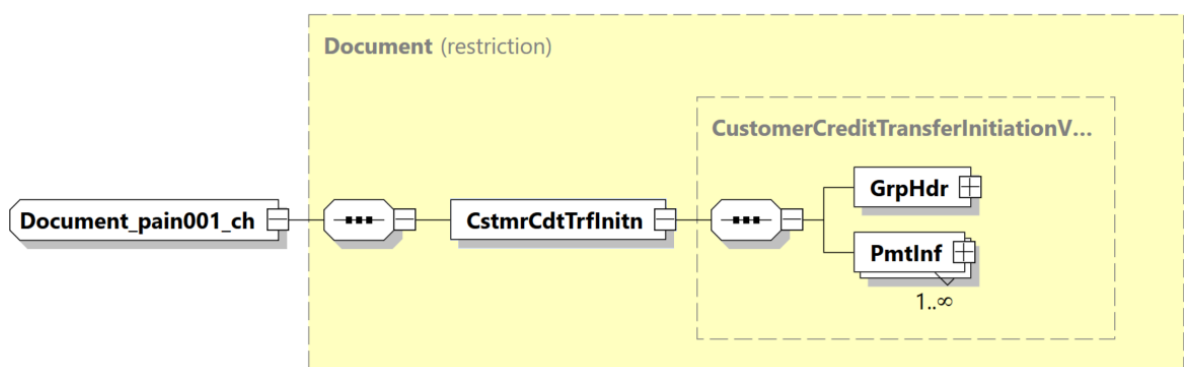 Document (restriction)
CustomerCreditTransferInitiationV...
Document_pain001_ch
CstmrCdtTrfInitn
GrpHdr
PmtInf
1..∞